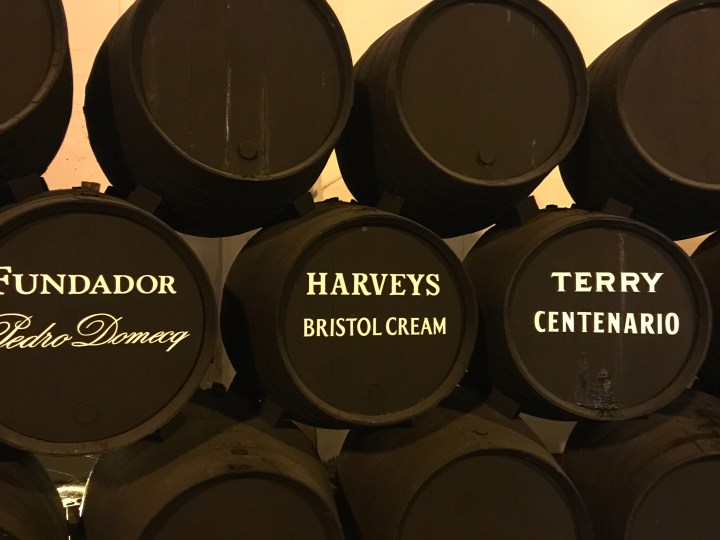 FUNDADOR
Pedro Domecq
HARVEYS
BRISTOL CREAM
TERRY
CENTENARIO